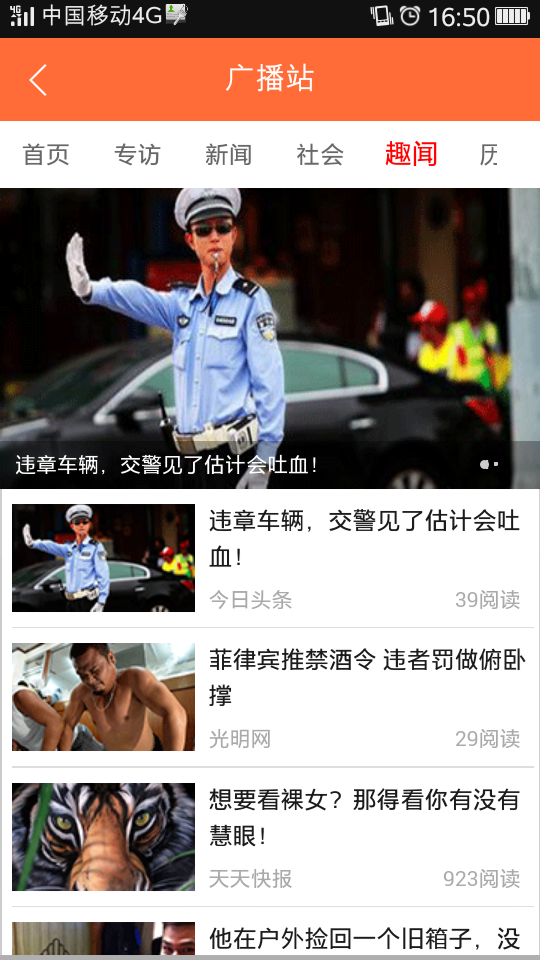 中国移动4G
16:50
广播站
首页 专访 新闻 社会 趣闻 历
违章车辆，交警见了估计会吐血！
违章车辆，交警见了估计会吐
血！
今日头条 39阅读
菲律宾推禁酒令 违者罚做俯卧
撑
光明网 29阅读
想要看裸女？那得看你有没有
慧眼！
天天快报 923阅读
他在户外捡回一个旧箱子，没